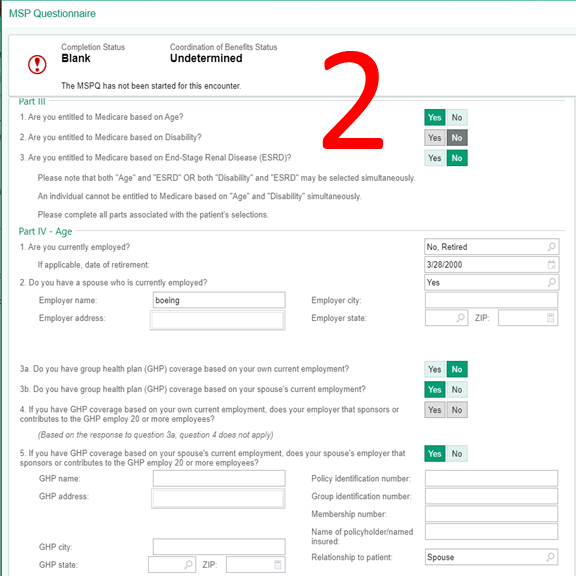 MSP Questionnaire
Completion Status Coordination of Benefits Status
Blank Undetermined
2
The MSPQ has not been started for this encounter.
Part III
1. Are you entitled to Medicare based on Age? Yes No
2. Are you entitled to Medicare based on Disability? Yes No
3. Are you entitled to Medicare based on End-Stage Renal Disease (ESRD)? Yes No
Please note that both "Age" and "ESRD" OR both "Disability" and "ESRD" may be selected simultaneously.
An individual cannot be entitled to Medicare based on "Age" and "Disability" simultaneously.
Please complete all parts associated with the patient's selections.
Part IV - Age
1. Are you currently employed? No, Retired
If applicable, date of retirement: 3/28/2000
2. Do you have a spouse who is currently employed? Yes
Employer name: boeing Employer city:
Employer address: Employer state: ZIP:
3a. Do you have group health plan (GHP) coverage based on your own current employment? Yes No
3b. Do you have group health plan (GHP) coverage based on your spouse's current employment? Yes No
4. If you have GHP coverage based on your own current employment, does your employer that sponsors or Yes No
contributes to the GHP employ 20 or more employees?
(Based on the response to question 3a, question 4 does not apply)
5. If you have GHP coverage based on your spouse's current employment, does your spouse's employer that Yes No
sponsors or contributes to the GHP employ 20 or more employees?
GHP name: Policy identification number:
GHP address: Group identification number:
Membership number:
Name of policyholder/named
insured:
GHP city:
Relationship to patient: Spouse
GHP state: ZIP: